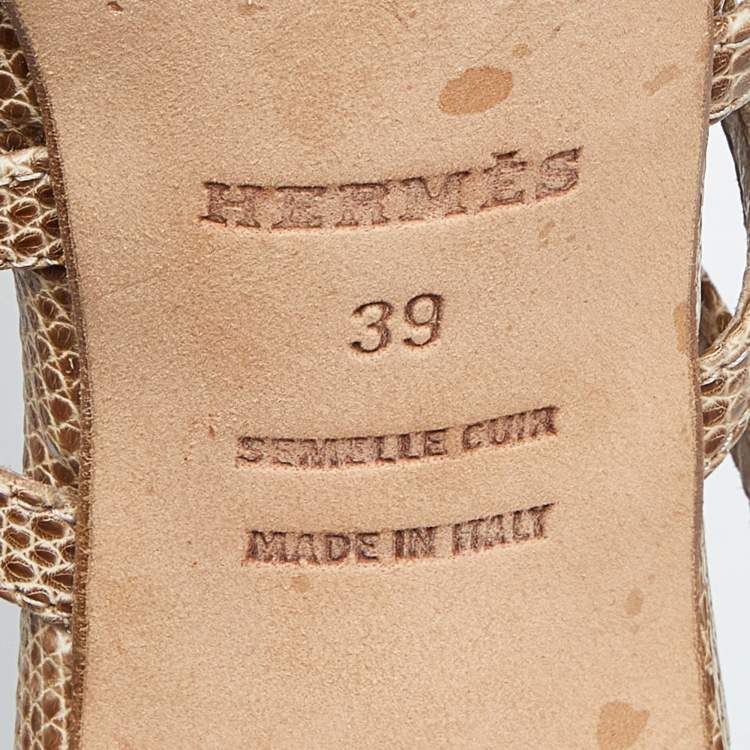 HERMÈS
39
SEMELLE CUIR
MADE IN ITALY